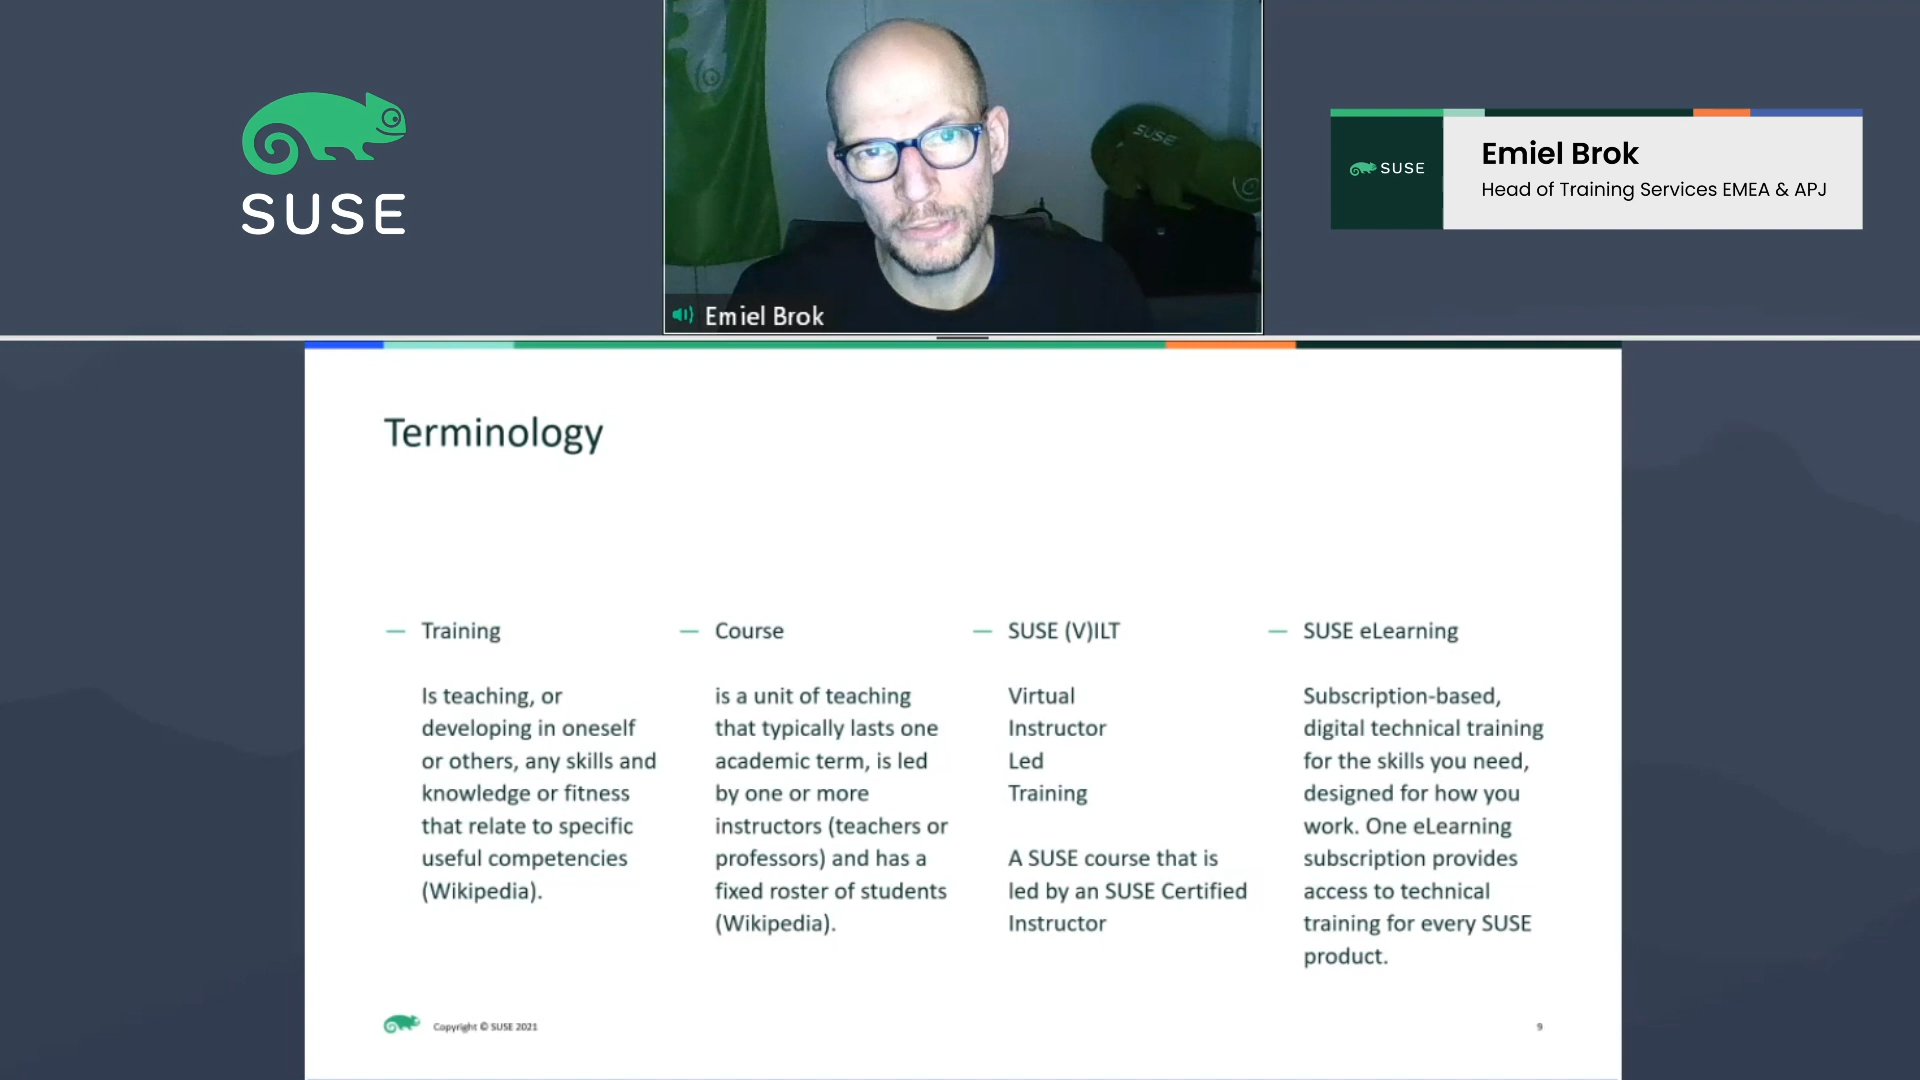 SUSE
SUSE
Emiel Brok
SUSE
Emiel Brok
Head of Training Services EMEA & APJ
Terminology
— Training
Is teaching, or
developing in oneself
or others, any skills and
knowledge or fitness
that relate to specific
useful competencies
(Wikipedia).
— Course
is a unit of teaching
that typically lasts one
academic term, is led
by one or more
instructors (teachers or
professors) and has a
fixed roster of students
(Wikipedia).
— SUSE (V)ILT
Virtual
Instructor
Led
Training
A SUSE course that is
led by an SUSE Certified
Instructor
— SUSE eLearning
Subscription-based,
digital technical training
for the skills you need,
designed for how you
work. One eLearning
subscription provides
access to technical
training for every SUSE
product.
Copyright © SUSE 2021
9